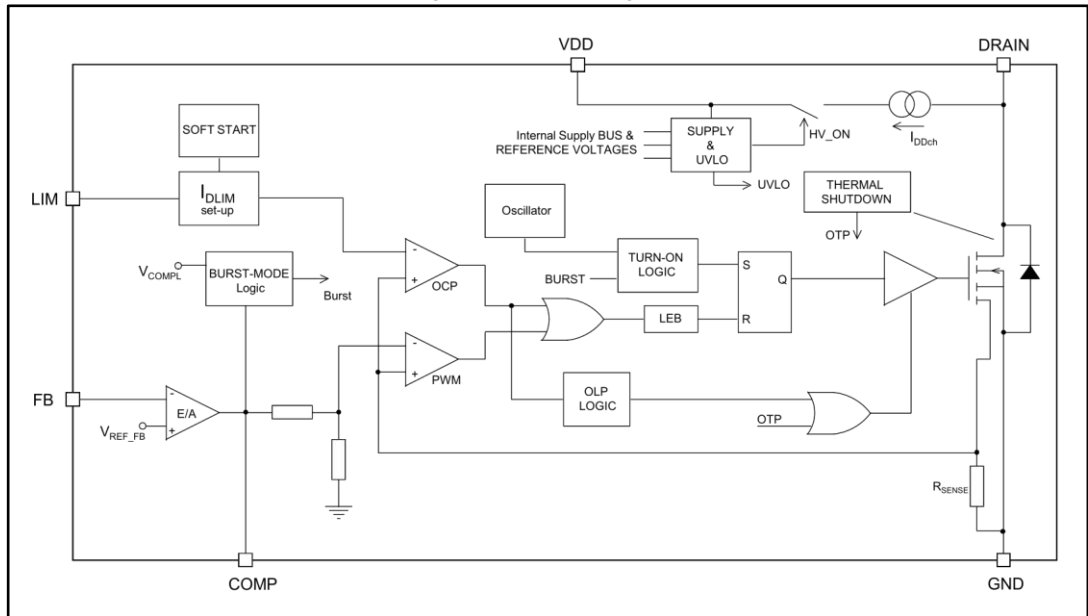 VDD
DRAIN
SOFT START
Internal Supply BUS &
REFERENCE VOLTAGES
SUPPLY
&
UVLO
HV_ON
IDDch
UVLO
LIM
IDLIM
set-up
Oscillator
THERMAL
SHUTDOWN
OTP
VCOMPL
BURST-MODE
Logic
Burst
-
+
OCP
BURST
TURN-ON
LOGIC
S
Q
R
LEB
-
+
PWM
FB
-
E/A
+
VREF_FB
OLP
LOGIC
OTP
RSENSE
COMP
GND